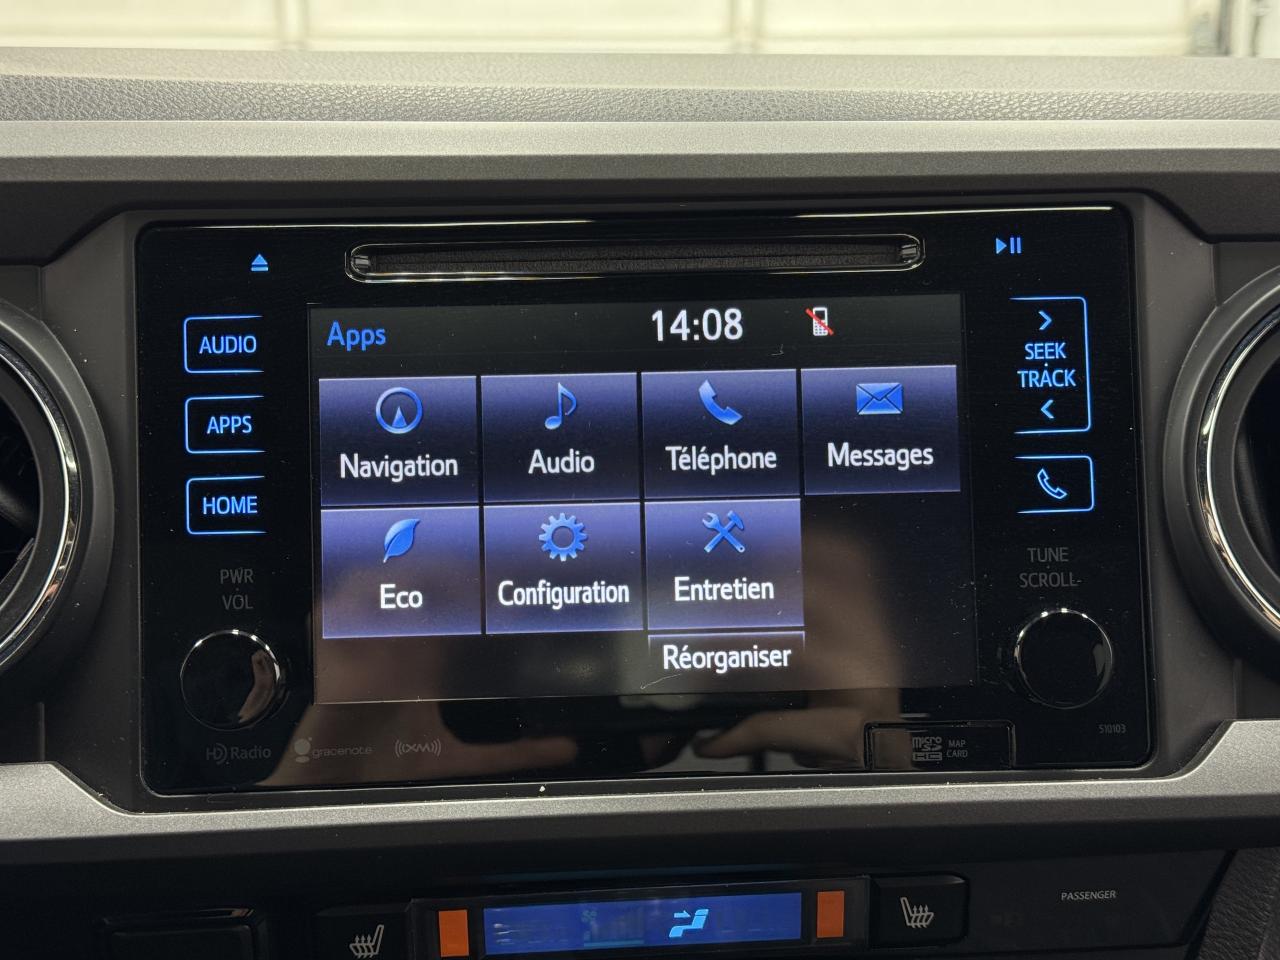 AUDIO
APPS
HOME
PWR
VOL
Apps
14:08
Navigation
Audio
Téléphone
Messages
Eco
Configuration
Entretien
Réorganiser
SEEK
TRACK
TUNE
SCROLL
HD Radio
gracenote
((XM))
micro
SD
HC
MAP
CARD
510103
PASSENGER